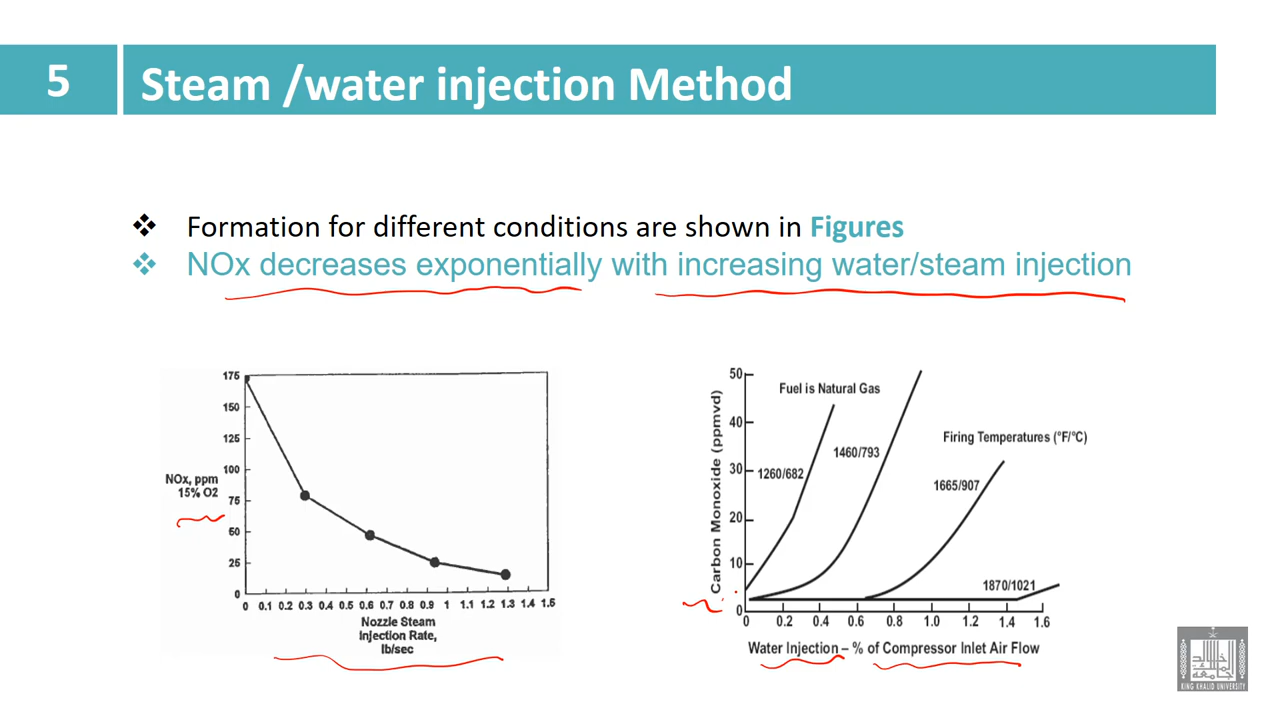 5
Steam /water injection Method
❖ Formation for different conditions are shown in Figures
❖ NOx decreases exponentially with increasing water/steam injection
175
150
125
100
75
50
25
0
NOx, ppm
15% O2
0 0.1 0.2 0.3 0.4 0.5 0.6 0.7 0.8 0.9 1 1.1 1.2 1.3 1.4 1.5
Nozzle Steam
Injection Rate,
lb/sec
50
40
30
20
10
0
Carbon Monoxide (ppmvd)
Fuel is Natural Gas
Firing Temperatures (°F/°C)
1260/682
1460/793
1665/907
1870/1021
0 0.2 0.4 0.6 0.8 1.0 1.2 1.4 1.6
Water Injection – % of Compressor Inlet Air Flow
KING KHALID UNIVERSITY